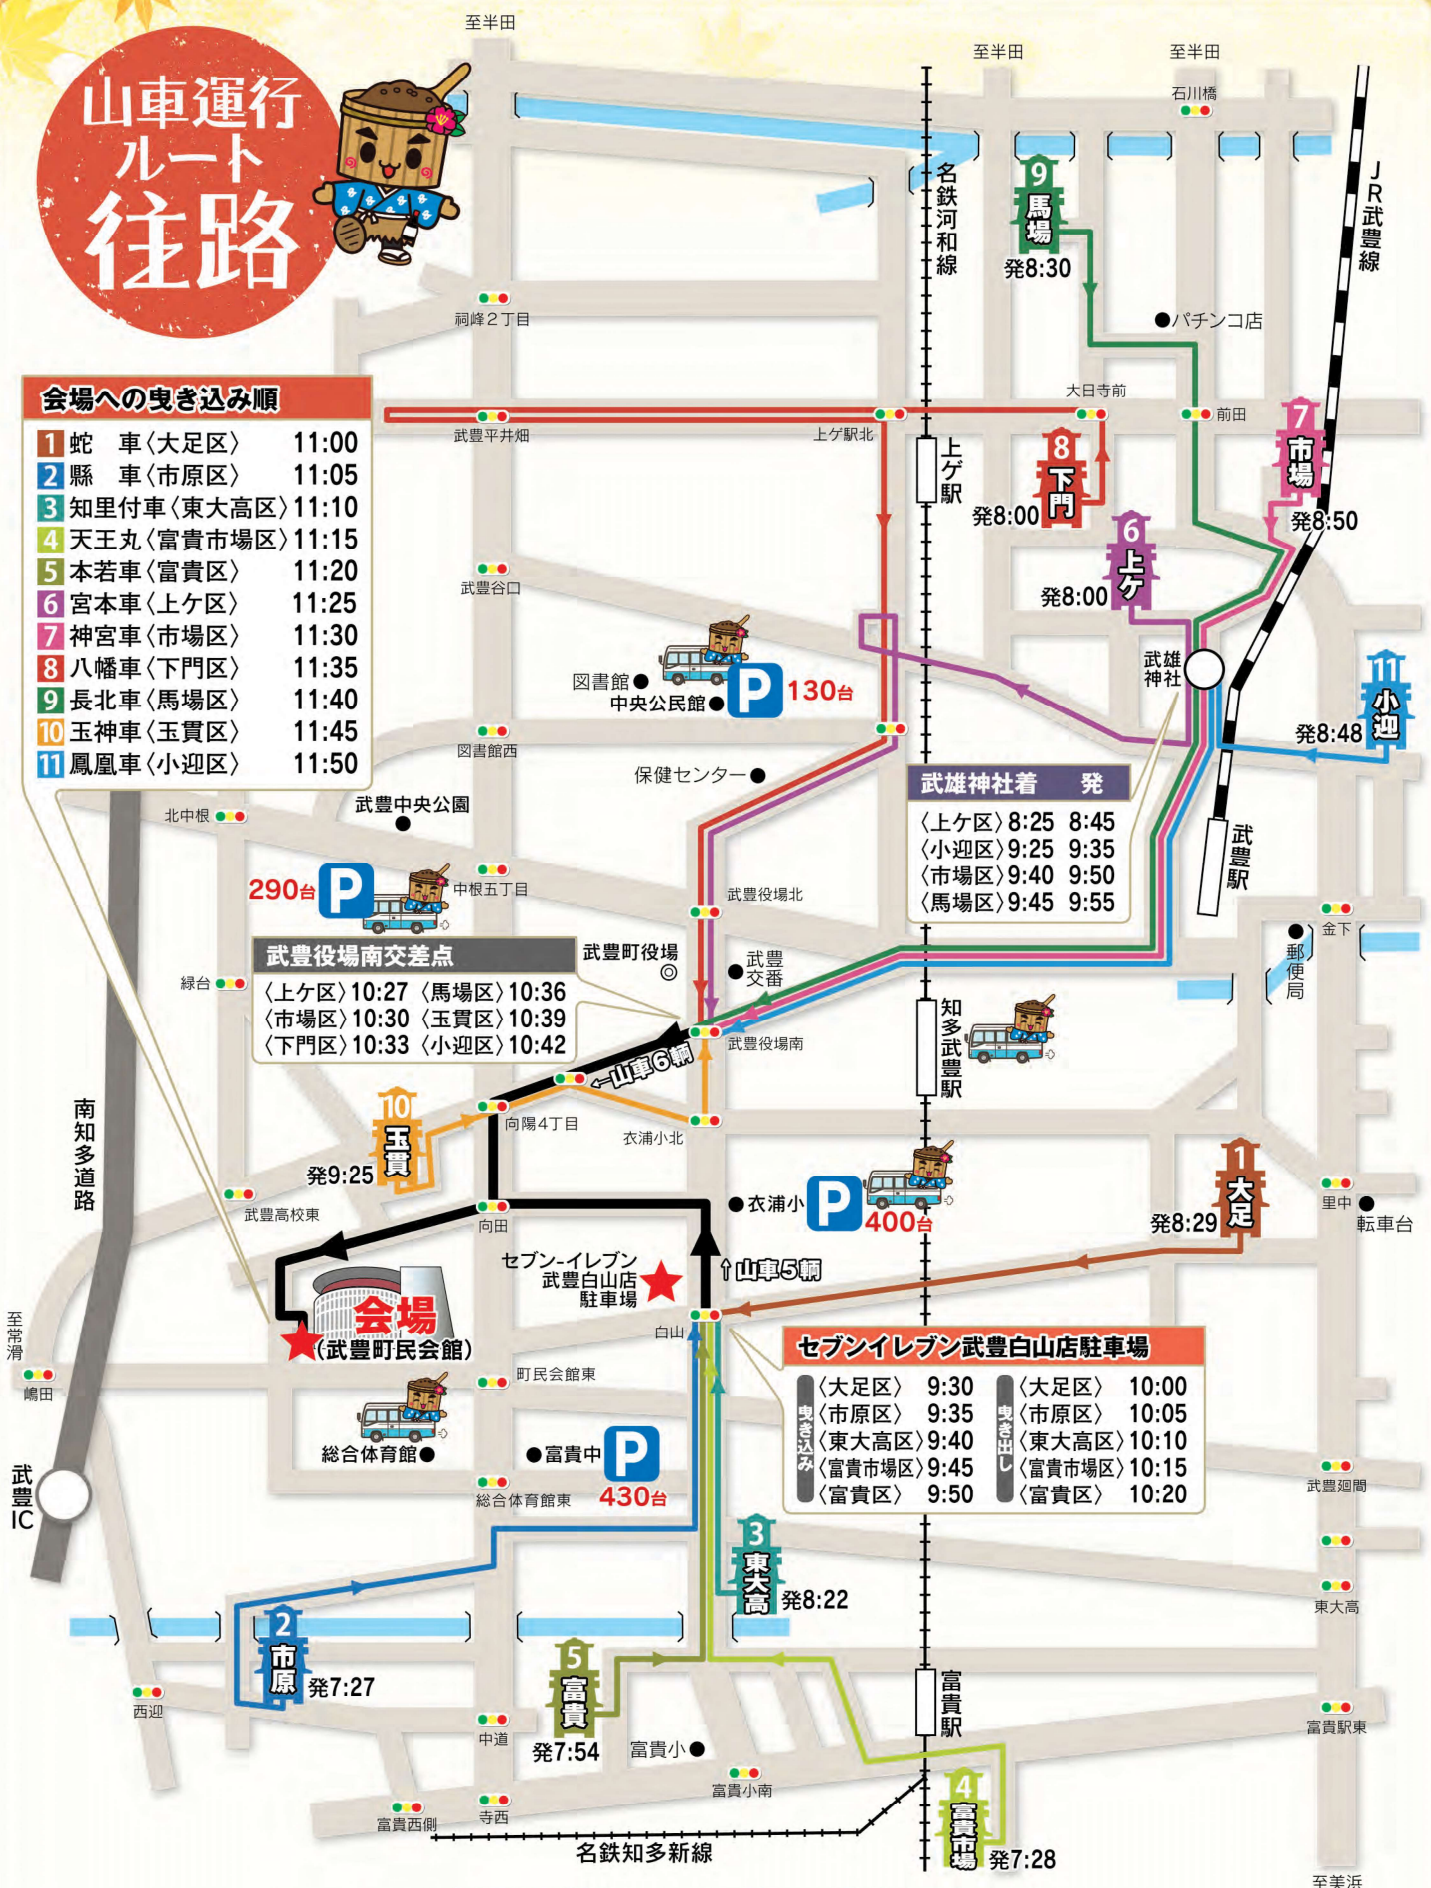 山車運行
ルート
往路
至半田
至半田
至半田
石川橋
名鉄河和線
JR武豊線
9
馬場
発8:30
パチンコ店
祠峰2丁目
大日寺前
前田
武豊平井畑
上ゲ駅北
上ゲ駅
8
下門
発8:00
7
市場
発8:50
6
上ケ
発8:00
会場への曳き込み順
1 蛇 車〈大足区〉 11:00
2 縣 車〈市原区〉 11:05
3 知里付車〈東大高区〉 11:10
4 天王丸〈富貴市場区〉 11:15
5 本若車〈富貴区〉 11:20
6 宮本車〈上ケ区〉 11:25
7 神宮車〈市場区〉 11:30
8 八幡車〈下門区〉 11:35
9 長北車〈馬場区〉 11:40
10 玉神車〈玉貫区〉 11:45
11 鳳凰車〈小迎区〉 11:50
武豊谷口
図書館
中央公民館
P
130台
武雄
神社
11
小迎
発8:48
図書館西
保健センター
武雄神社着 発
〈上ケ区〉8:25 8:45
〈小迎区〉9:25 9:35
〈市場区〉9:40 9:50
〈馬場区〉9:45 9:55
武豊駅
北中根
武豊中央公園
290台
P
中根五丁目
武豊役場北
金下
郵便局
武豊町役場
武豊
交番
緑台
武豊役場南交差点
〈上ケ区〉10:27 〈馬場区〉10:36
〈市場区〉10:30 〈玉貫区〉10:39
〈下門区〉10:33 〈小迎区〉10:42
武豊役場南
知多武豊駅
←山車6輌
南知多道路
10
玉貫
発9:25
向陽4丁目
衣浦小北
武豊高校東
向田
衣浦小
P
400台
1
大足
発8:29
里中
転車台
セブン-イレブン
武豊白山店
駐車場
↑山車5輌
白山
会場
(武豊町民会館)
至常滑
嶋田
町民会館東
セブンイレブン武豊白山店駐車場
曳き込み
〈大足区〉 9:30
〈市原区〉 9:35
〈東大高区〉9:40
〈富貴市場区〉9:45
〈富貴区〉 9:50
曳き出し
〈大足区〉 10:00
〈市原区〉 10:05
〈東大高区〉10:10
〈富貴市場区〉10:15
〈富貴区〉 10:20
総合体育館
富貴中
P
430台
武豊IC
総合体育館東
武豊廻間
3
東大高
発8:22
東大高
2
市原
発7:27
5
富貴
発7:54
富貴駅
西迎
中道
富貴小
富貴小南
富貴駅東
富貴西側
寺西
4
富貴市場
発7:28
名鉄知多新線
至美浜